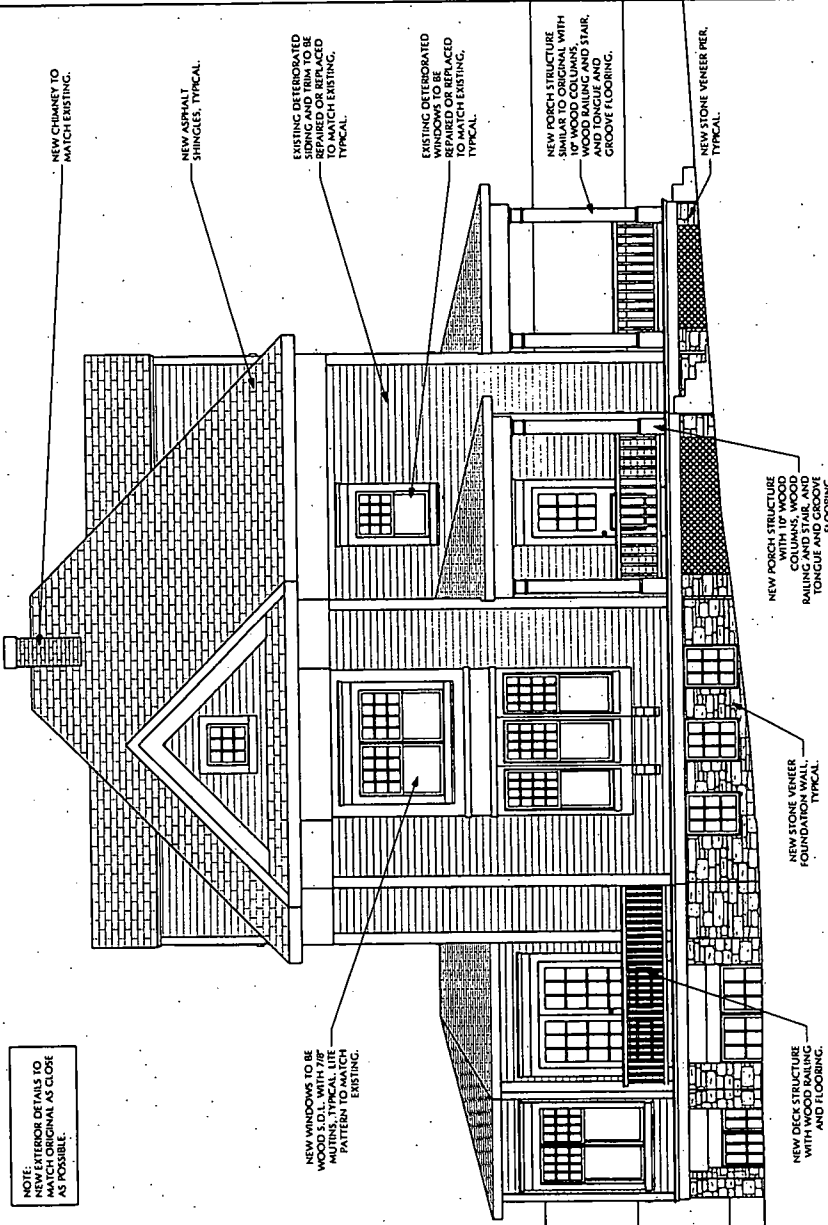 NOTE:
NEW EXTERIOR DETAILS TO
MATCH ORIGINAL AS CLOSE
AS POSSIBLE.
NEW CHIMNEY TO
MATCH EXISTING.
NEW ASPHALT
SHINGLES, TYPICAL.
EXISTING DETERIORATED
SIDING AND TRIM TO BE
REPAIRED OR REPLACED
TO MATCH EXISTING,
TYPICAL.
EXISTING DETERIORATED
WINDOWS TO BE
REPAIRED OR REPLACED
TO MATCH EXISTING,
TYPICAL.
NEW PORCH STRUCTURE
SIMILAR TO ORIGINAL WITH
10" WOOD COLUMNS,
WOOD RAILING AND STAIR,
AND TONGUE AND
GROOVE FLOORING.
NEW STONE VENEER PIER,
TYPICAL.
NEW WINDOWS TO BE
WOOD S.D.L. WITH 7/8"
MUTINS, TYPICAL. LITE
PATTERN TO MATCH
EXISTING.
NEW DECK STRUCTURE
WITH WOOD RAILING
AND FLOORING.
NEW STONE VENEER
FOUNDATION WALL,
TYPICAL.
NEW PORCH STRUCTURE
WITH 10" WOOD
COLUMNS, WOOD
RAILING AND STAIR, AND
TONGUE AND GROOVE
FLOORING.